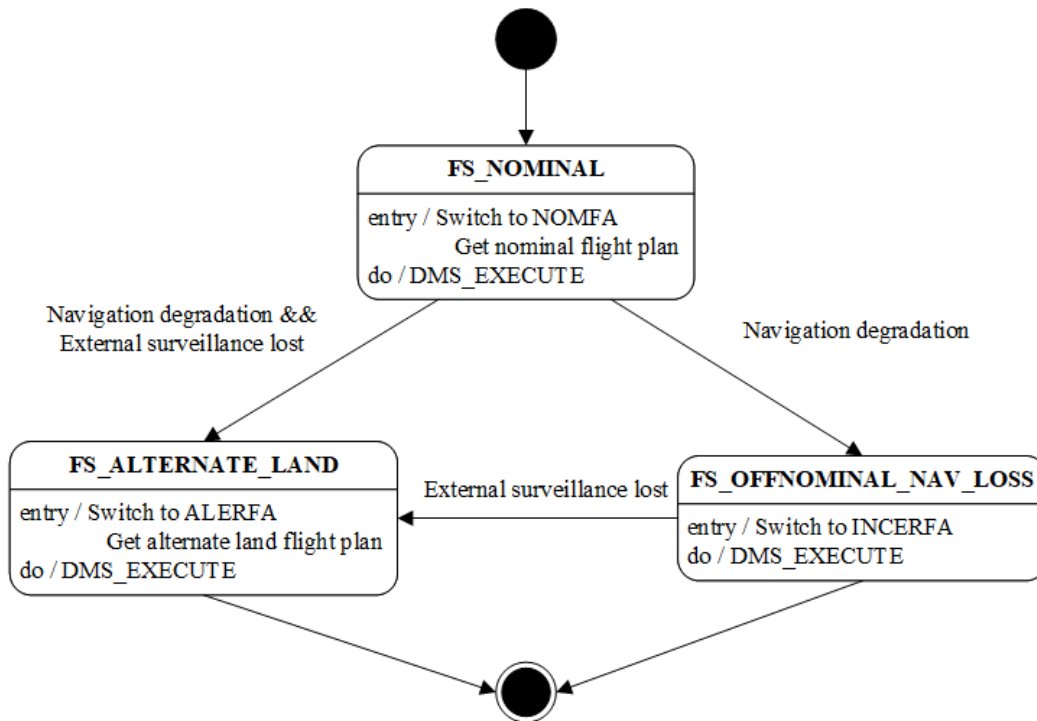 FS_NOMINAL
entry / Switch to NOMFA
Get nominal flight plan
do / DMS_EXECUTE
Navigation degradation &&
External surveillance lost
Navigation degradation
FS_ALTERNATE_LAND
entry / Switch to ALERFA
Get alternate land flight plan
do / DMS_EXECUTE
External surveillance lost
FS_OFFNOMINAL_NAV_LOSS
entry / Switch to INCERFA
do / DMS_EXECUTE